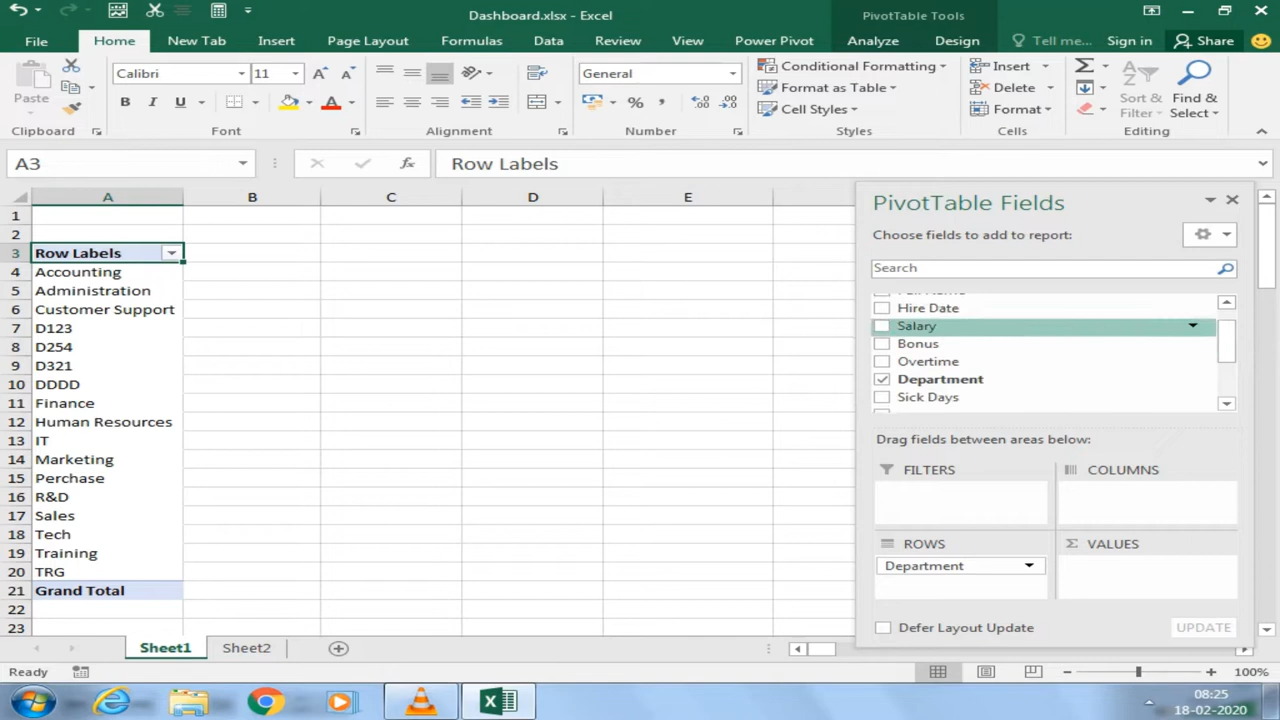 Dashboard.xlsx - Excel
PivotTable Tools
File
Home
New Tab
Insert
Page Layout
Formulas
Data
Review
View
Power Pivot
Analyze
Design
Tell me...
Sign in
Share
Paste
Calibri
11
General
Conditional Formatting
Format as Table
Cell Styles
Insert
Delete
Format
Sort &
Filter
Find &
Select
Clipboard
Font
Alignment
Number
Styles
Cells
Editing
A3
Row Labels
A
B
C
D
E
1
2
3
Row Labels
4
Accounting
5
Administration
6
Customer Support
7
D123
8
D254
9
D321
10
DDDD
11
Finance
12
Human Resources
13
IT
14
Marketing
15
Perchase
16
R&D
17
Sales
18
Tech
19
Training
20
TRG
21
Grand Total
22
23
PivotTable Fields
Choose fields to add to report:
Search
Hire Date
Salary
Bonus
Overtime
Department
Sick Days
Drag fields between areas below:
FILTERS
COLUMNS
ROWS
VALUES
Department
Defer Layout Update
UPDATE
Sheet1
Sheet2
Ready
100%
08:25
18-02-2020